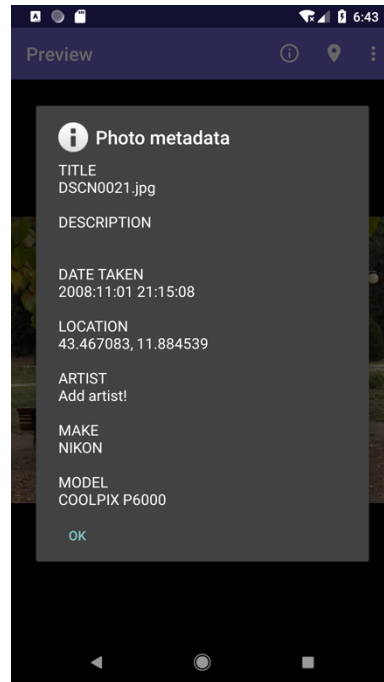 6:43
Preview
Photo metadata
TITLE
DSCN0021.jpg
DESCRIPTION
DATE TAKEN
2008:11:01 21:15:08
LOCATION
43.467083, 11.884539
ARTIST
Add artist!
MAKE
NIKON
MODEL
COOLPIX P6000
OK